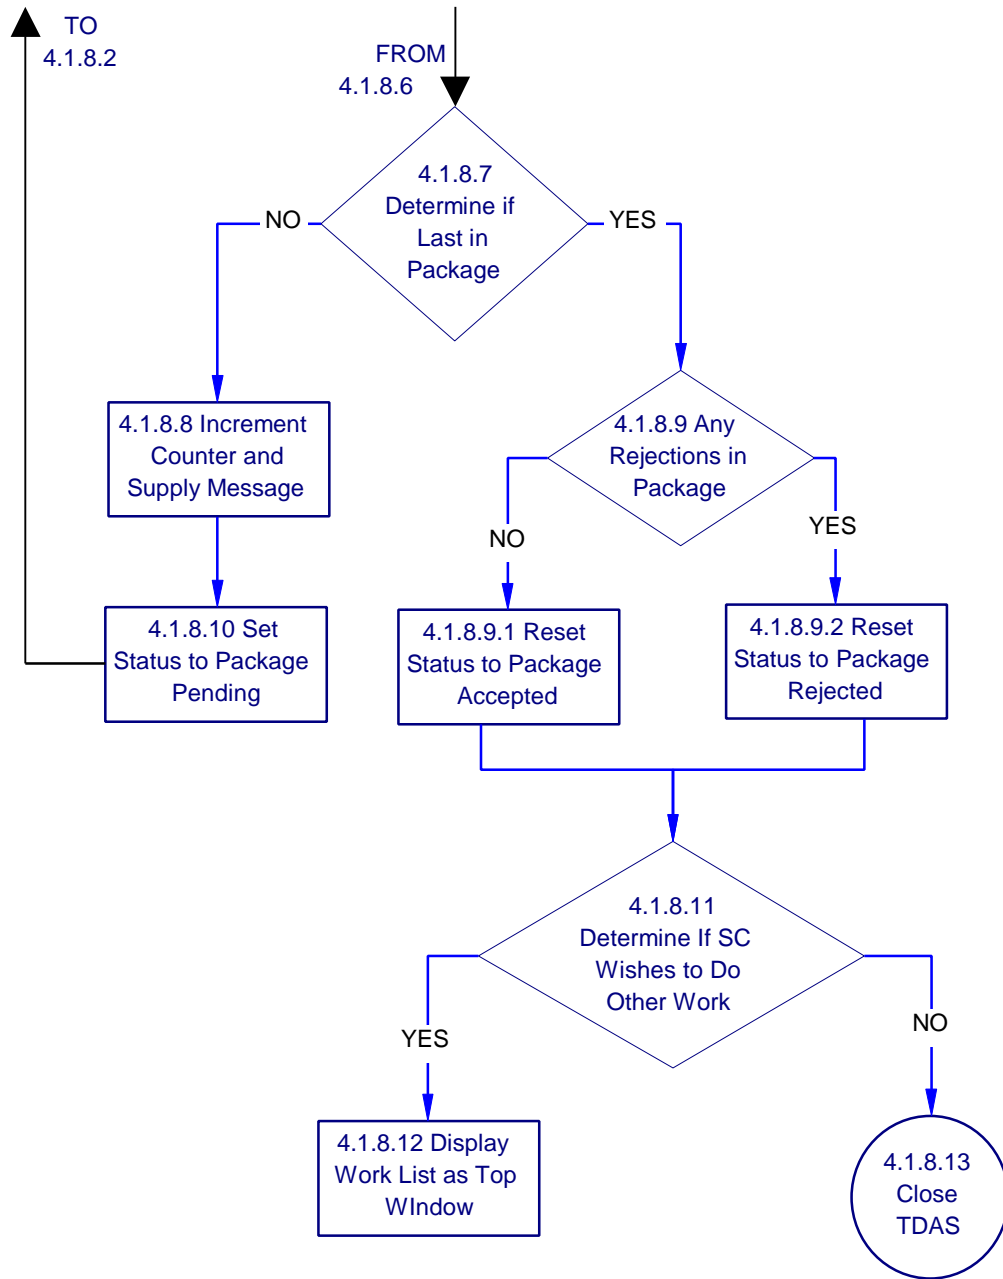 TO
4.1.8.2
FROM
4.1.8.6
4.1.8.7
Determine if
Last in
Package
NO
YES
4.1.8.8 Increment
Counter and
Supply Message
4.1.8.9 Any
Rejections in
Package
NO
YES
4.1.8.10 Set
Status to Package
Pending
4.1.8.9.1 Reset
Status to Package
Accepted
4.1.8.9.2 Reset
Status to Package
Rejected
4.1.8.11
Determine If SC
Wishes to Do
Other Work
YES
NO
4.1.8.12 Display
Work List as Top
WIndow
4.1.8.13
Close
TDAS